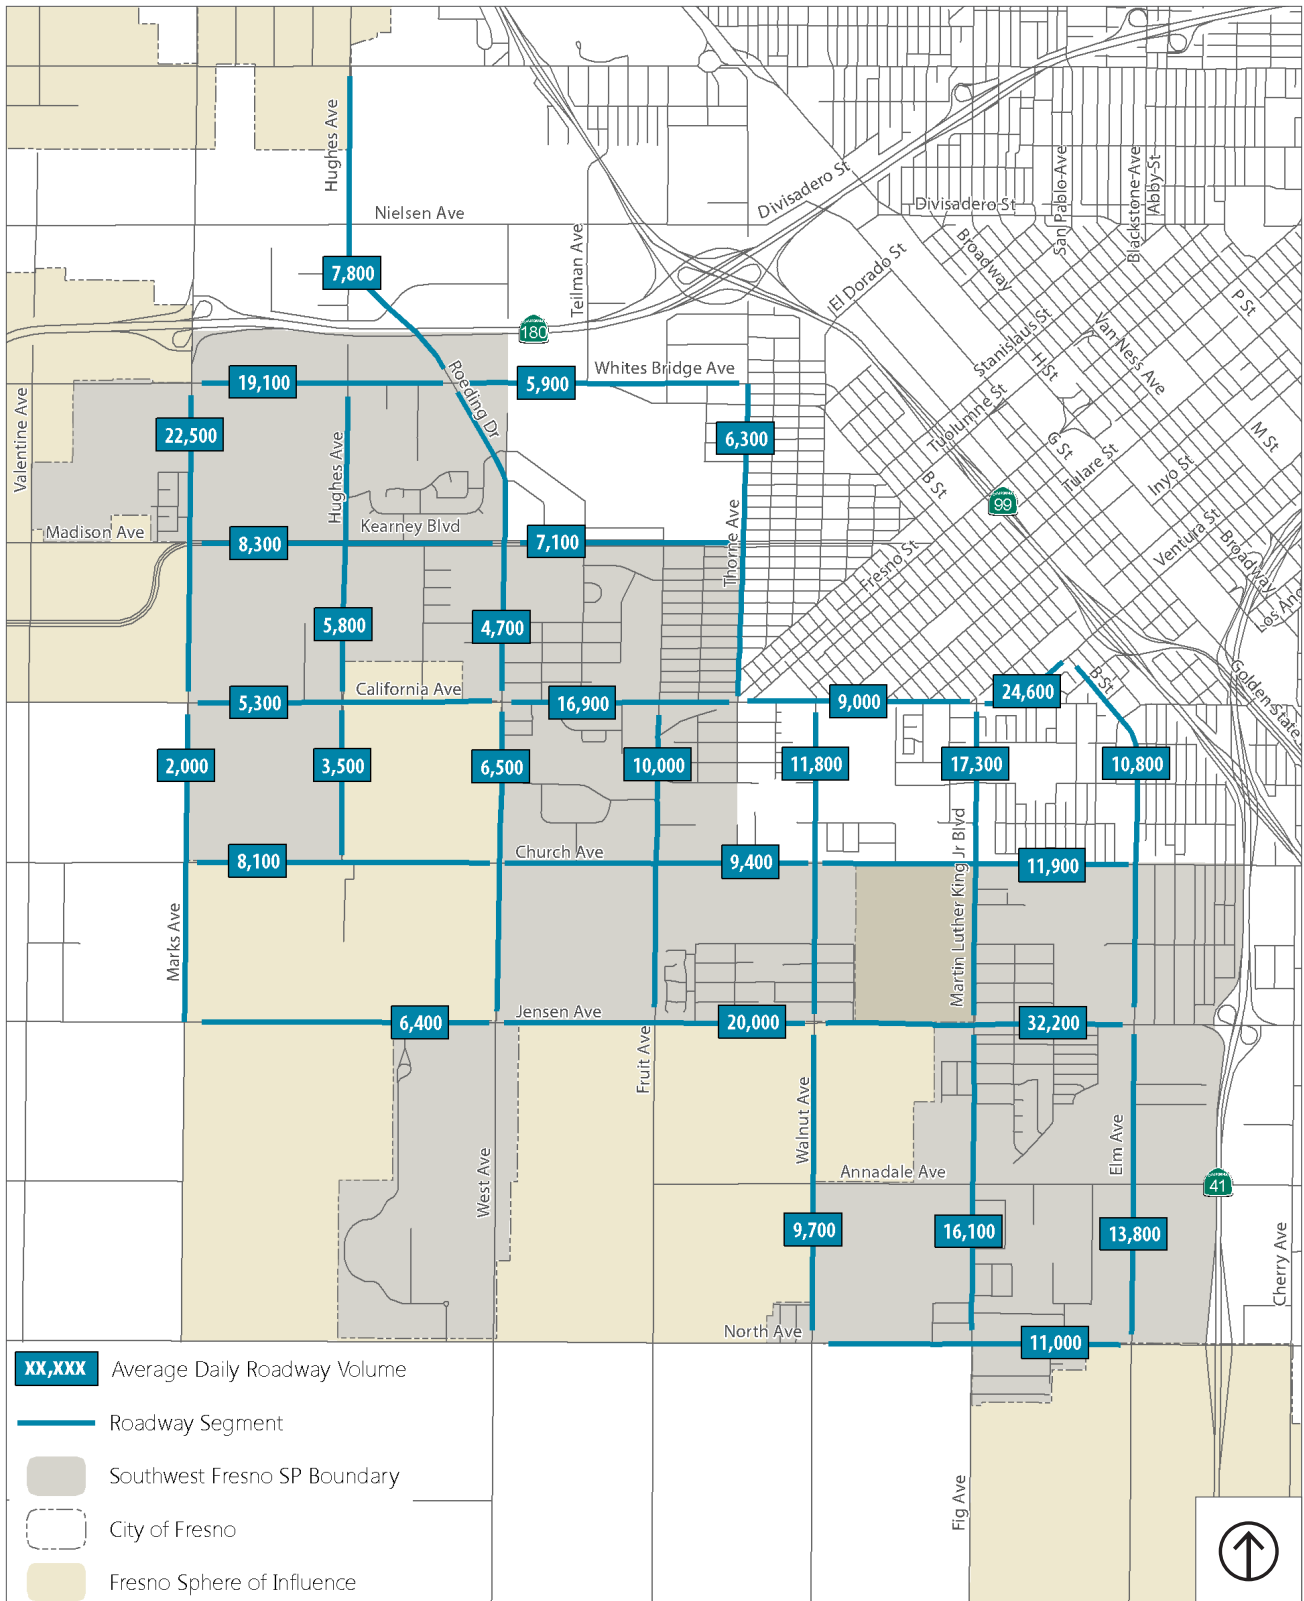 Hughes Ave
Nielsen Ave
7,800
Teilman Ave
Divisadero St
Divisadero St
San Pablo Ave
Blackstone Ave
Abby St
Broadway
El Dorado St
P St
180
Stanislaus St
H St
Van Ness Ave
Whites Bridge Ave
19,100
5,900
Roeding Dr
Valentine Ave
22,500
6,300
Tuolumne St
G St
M St
Hughes Ave
B St
Tulare St
Inyo St
99
Madison Ave
Kearney Blvd
8,300
7,100
Thorne Ave
Fresno St
Ventura St
Broadway
Los Ang
5,800
4,700
California Ave
5,300
16,900
9,000
24,600
B St
Golden State
2,000
3,500
6,500
10,000
11,800
17,300
10,800
Martin Luther King Jr Blvd
8,100
Church Ave
9,400
11,900
Marks Ave
6,400
Jensen Ave
20,000
32,200
Fruit Ave
Walnut Ave
Elm Ave
West Ave
Annadale Ave
41
9,700
16,100
13,800
Cherry Ave
North Ave
11,000
Fig Ave
XX,XXX Average Daily Roadway Volume
Roadway Segment
Southwest Fresno SP Boundary
City of Fresno
Fresno Sphere of Influence